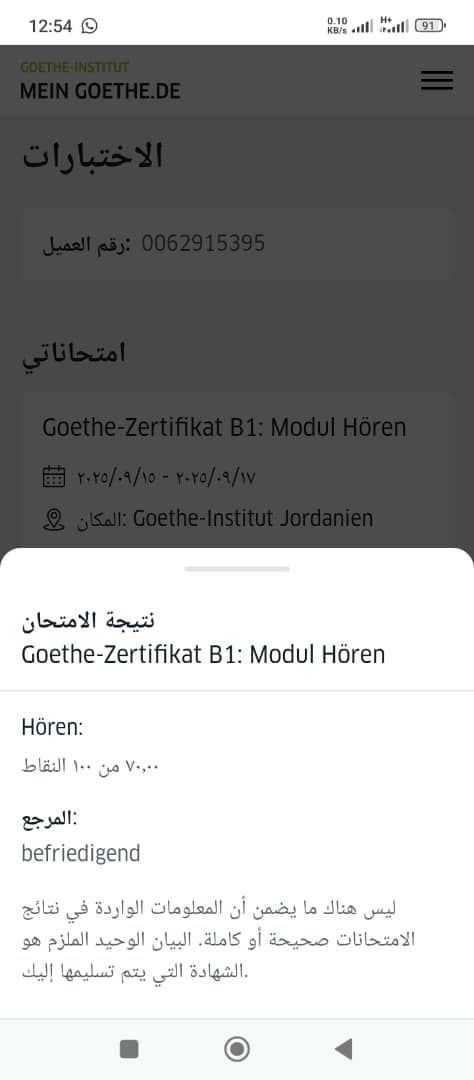 12:54
0.10 KB/s H+ 91
GOETHE-INSTITUT
MEIN GOETHE.DE
الاختبارات
رقم العميل: 0062915395
امتحاناتي
Goethe-Zertifikat B1: Modul Hören
٢٠٢٥/٠٩/١٥ - ٢٠٢٥/٠٩/١٧
المكان: Goethe-Institut Jordanien
نتيجة الامتحان
Goethe-Zertifikat B1: Modul Hören
Hören:
٧٠,٠٠ من ١٠٠ النقاط
المرجع:
befriedigend
ليس هناك ما يضمن أن المعلومات الواردة في نتائج
الامتحانات صحيحة أو كاملة. البيان الوحيد الملزم هو
الشهادة التي يتم تسليمها إليك.